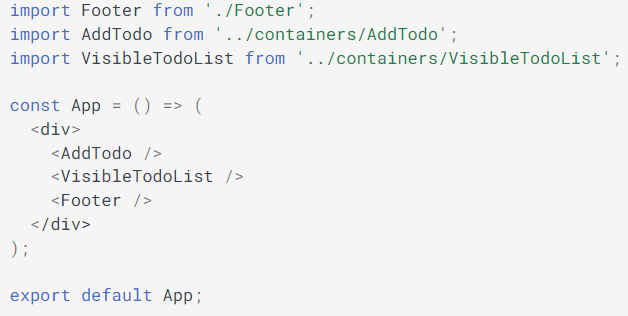 import Footer from './Footer';
import AddTodo from '../containers/AddTodo';
import VisibleTodoList from '../containers/VisibleTodoList';

const App = () => (
  <div>
    <AddTodo />
    <VisibleTodoList />
    <Footer />
  </div>
);

export default App;